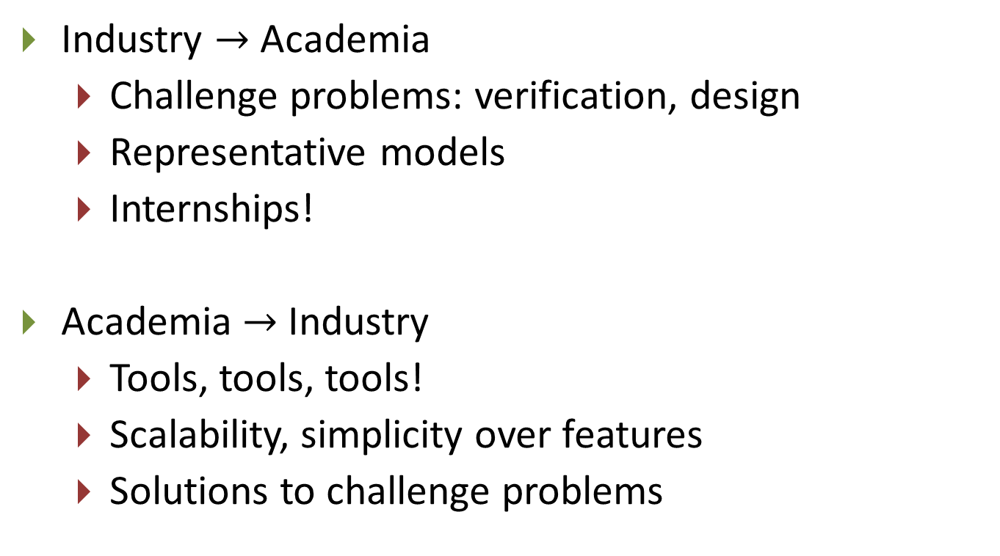 Industry → Academia
Challenge problems: verification, design
Representative models
Internships!
Academia → Industry
Tools, tools, tools!
Scalability, simplicity over features
Solutions to challenge problems